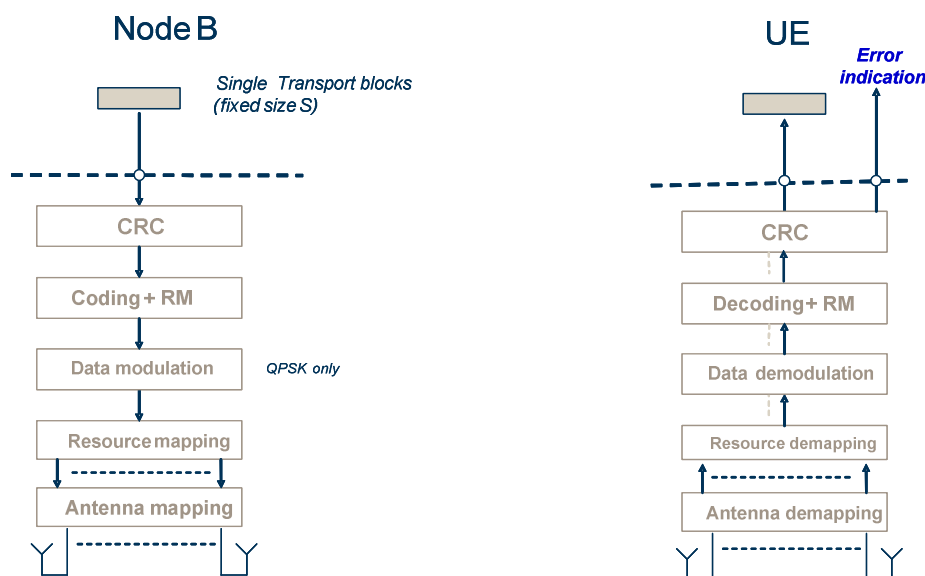 Node B
UE
Error
indication
Single Transport blocks
(fixed size S)
CRC
Coding + RM
Data modulation
QPSK only
Resource mapping
Antenna mapping
CRC
Decoding + RM
Data demodulation
Resource demapping
Antenna demapping